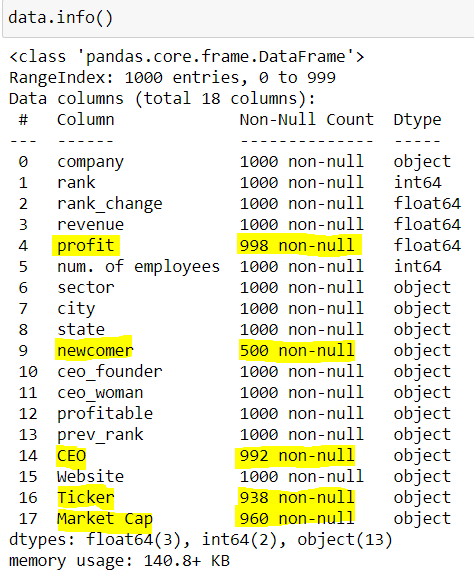 data.info()
<class 'pandas.core.frame.DataFrame'>
RangeIndex: 1000 entries, 0 to 999
Data columns (total 18 columns):
 #   Column            Non-Null Count  Dtype
---  ------            --------------  -----
 0   company           1000 non-null   object
 1   rank              1000 non-null   int64
 2   rank_change       1000 non-null   float64
 3   revenue           1000 non-null   float64
 4   profit            998 non-null    float64
 5   num. of employees  1000 non-null   int64
 6   sector            1000 non-null   object
 7   city              1000 non-null   object
 8   state             1000 non-null   object
 9   newcomer          500 non-null    object
 10  ceo_founder       1000 non-null   object
 11  ceo_woman         1000 non-null   object
 12  profitable        1000 non-null   object
 13  prev_rank         1000 non-null   object
 14  CEO               992 non-null    object
 15  Website           1000 non-null   object
 16  Ticker            938 non-null    object
 17  Market Cap        960 non-null    object
dtypes: float64(3), int64(2), object(13)
memory usage: 140.8+ KB